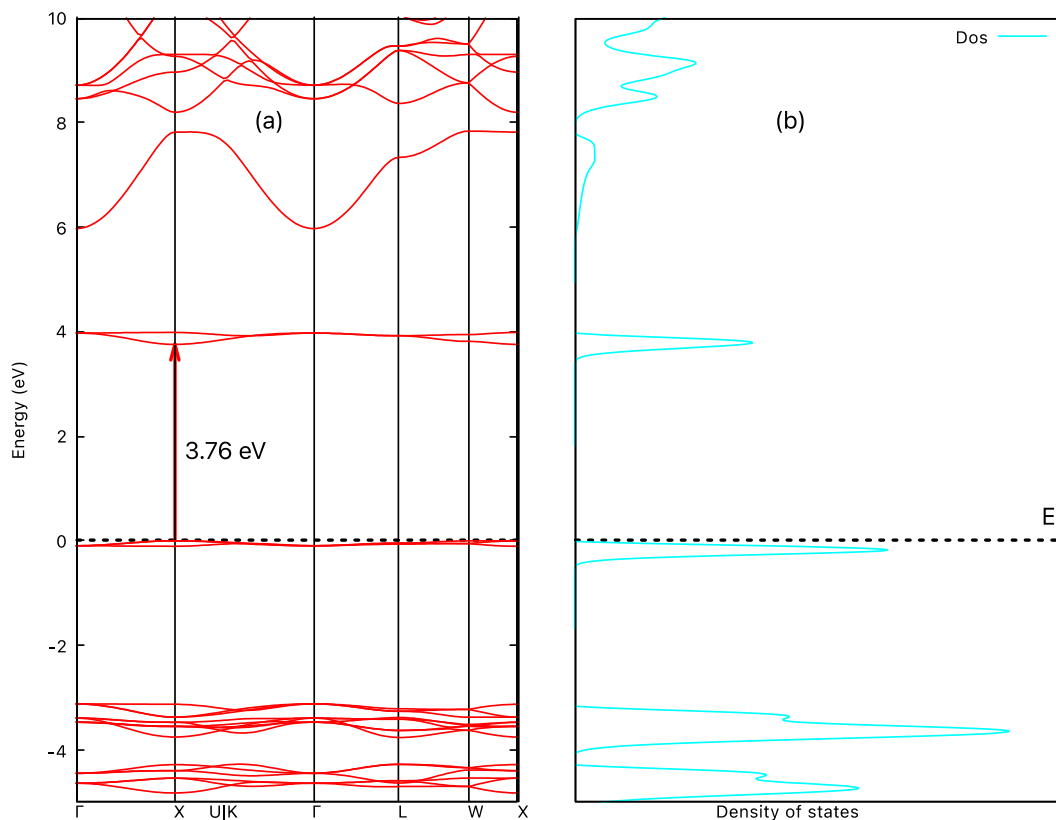 10
8
6
4
2
0
−2
−4
Energy (eV)
(a)
3.76 eV
Γ X U|K Γ L W X
Dos
(b)
E
Density of states